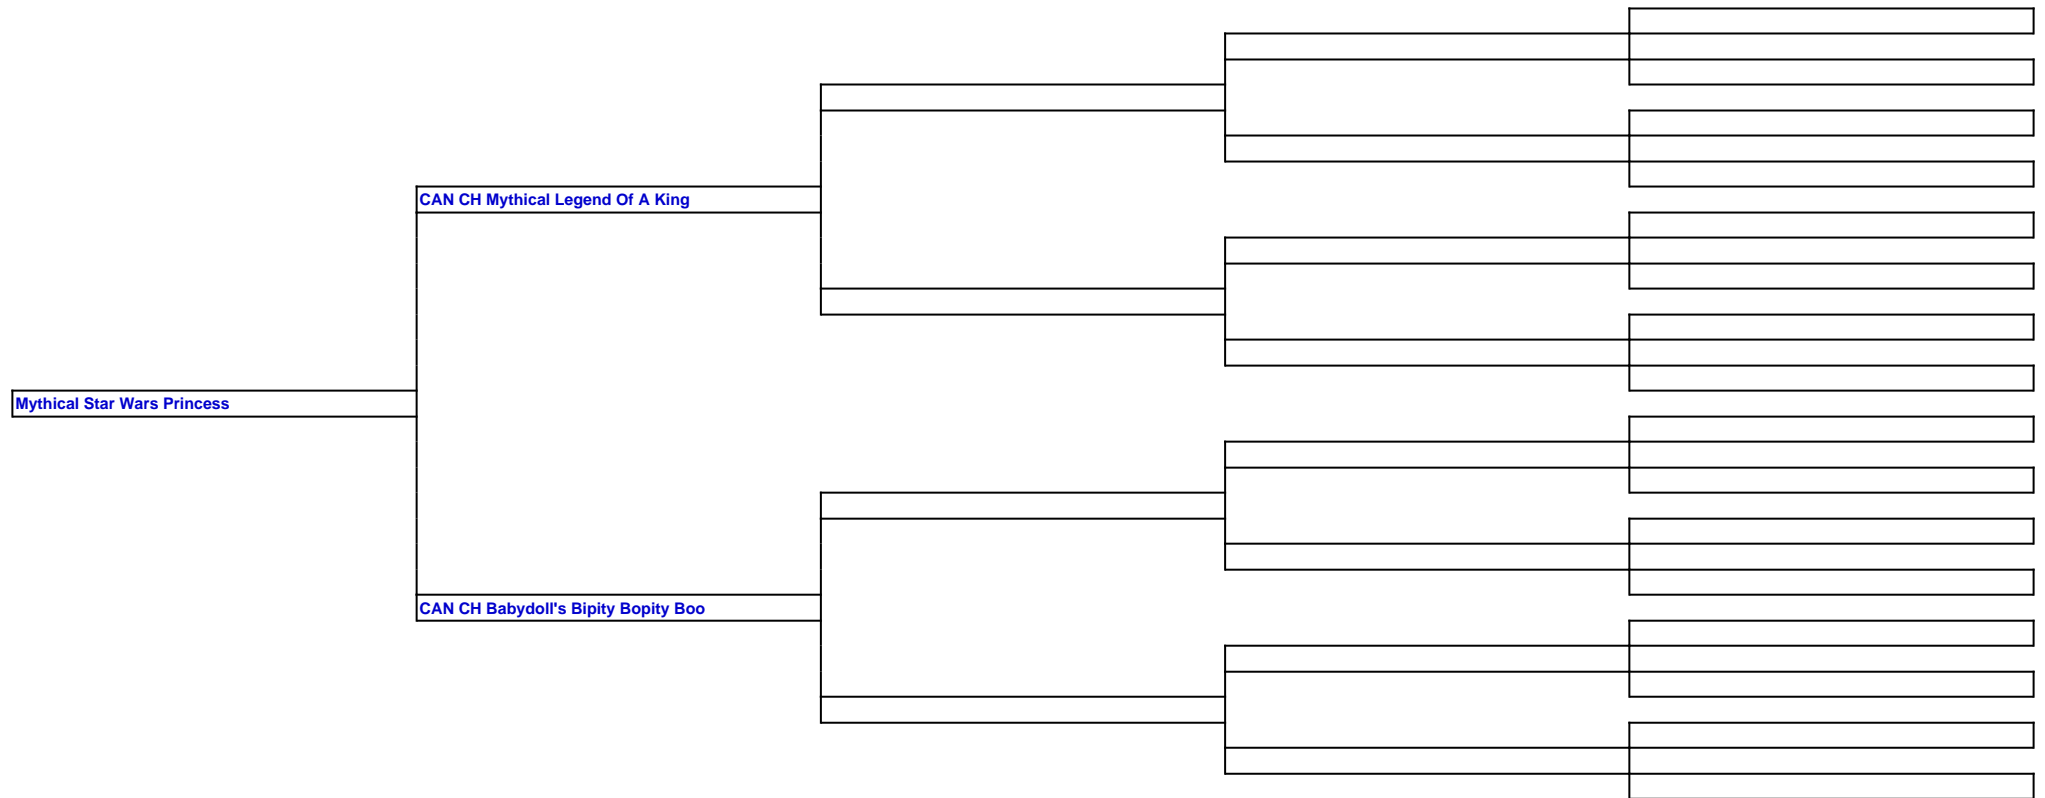 CAN CH Mythical Legend Of A King
Mythical Star Wars Princess
CAN CH Babydoll's Bipity Bopity Boo